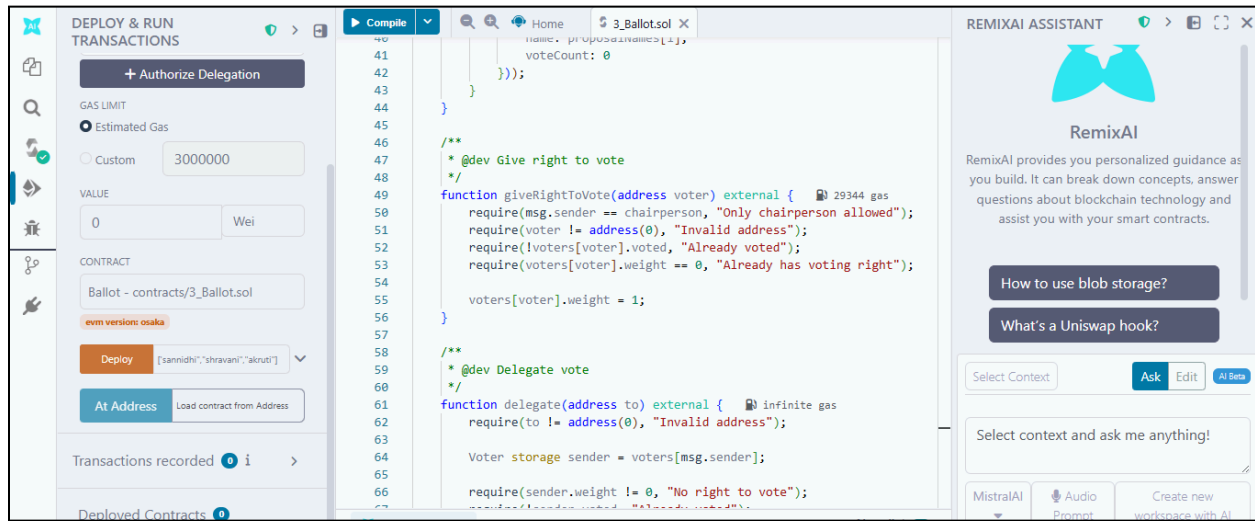 DEPLOY & RUN
TRANSACTIONS
+ Authorize Delegation
GAS LIMIT
Estimated Gas
Custom
3000000
VALUE
0
Wei
CONTRACT
Ballot - contracts/3_Ballot.sol
evm version: osaka
Deploy
["sannidhi","shravani","akruti"]
At Address
Load contract from Address
Transactions recorded 0 i
Deployed Contracts 0
Compile
Home
3_Ballot.sol
40 name: proposalNames[i],
41 voteCount: 0
42 }));
43 }
44 }
45
46 /**
47 * @dev Give right to vote
48 */
49 function giveRightToVote(address voter) external { 29344 gas
50 require(msg.sender == chairperson, "Only chairperson allowed");
51 require(voter != address(0), "Invalid address");
52 require(!voters[voter].voted, "Already voted");
53 require(voters[voter].weight == 0, "Already has voting right");
54
55 voters[voter].weight = 1;
56 }
57
58 /**
59 * @dev Delegate vote
60 */
61 function delegate(address to) external { infinite gas
62 require(to != address(0), "Invalid address");
63
64 Voter storage sender = voters[msg.sender];
65
66 require(sender.weight != 0, "No right to vote");
67 require(!sender.voted, "Already voted");
REMIXAI ASSISTANT
RemixAI
RemixAI provides you personalized guidance as
you build. It can break down concepts, answer
questions about blockchain technology and
assist you with your smart contracts.
How to use blob storage?
What's a Uniswap hook?
Select Context
Ask
Edit
AI Beta
Select context and ask me anything!
MistralAI
Audio
Prompt
Create new
workspace with AI